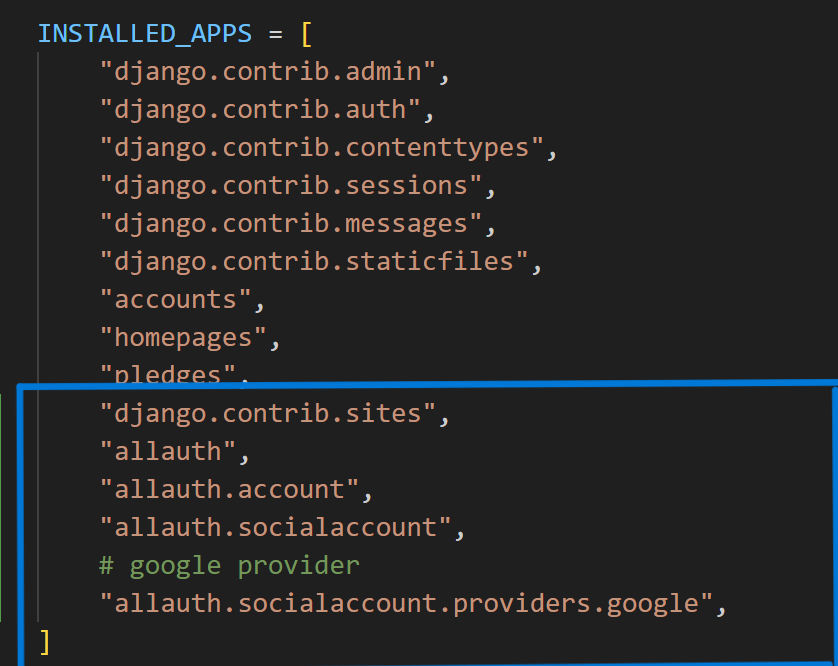 INSTALLED_APPS = [
"django.contrib.admin",
"django.contrib.auth",
"django.contrib.contenttypes",
"django.contrib.sessions",
"django.contrib.messages",
"django.contrib.staticfiles",
"accounts",
"homepages",
"pledges",
"django.contrib.sites",
"allauth",
"allauth.account",
"allauth.socialaccount",
# google provider
"allauth.socialaccount.providers.google",
]